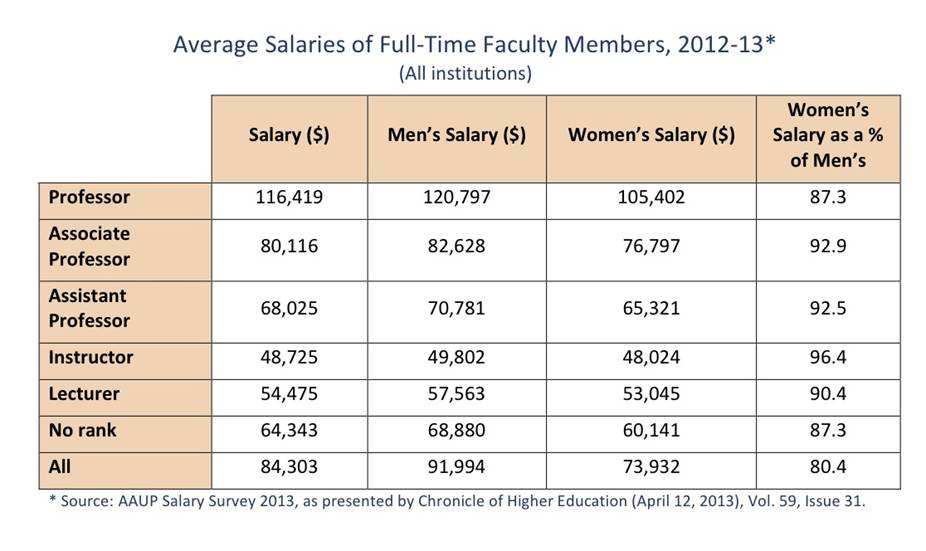 Average Salaries of Full-Time Faculty Members, 2012-13*
(All institutions)
Salary ($) Men’s Salary ($) Women’s Salary ($) Women’s
Salary as a %
of Men’s
Professor 116,419 120,797 105,402 87.3
Associate
Professor 80,116 82,628 76,797 92.9
Assistant
Professor 68,025 70,781 65,321 92.5
Instructor 48,725 49,802 48,024 96.4
Lecturer 54,475 57,563 53,045 90.4
No rank 64,343 68,880 60,141 87.3
All 84,303 91,994 73,932 80.4
* Source: AAUP Salary Survey 2013, as presented by Chronicle of Higher Education (April 12, 2013), Vol. 59, Issue 31.